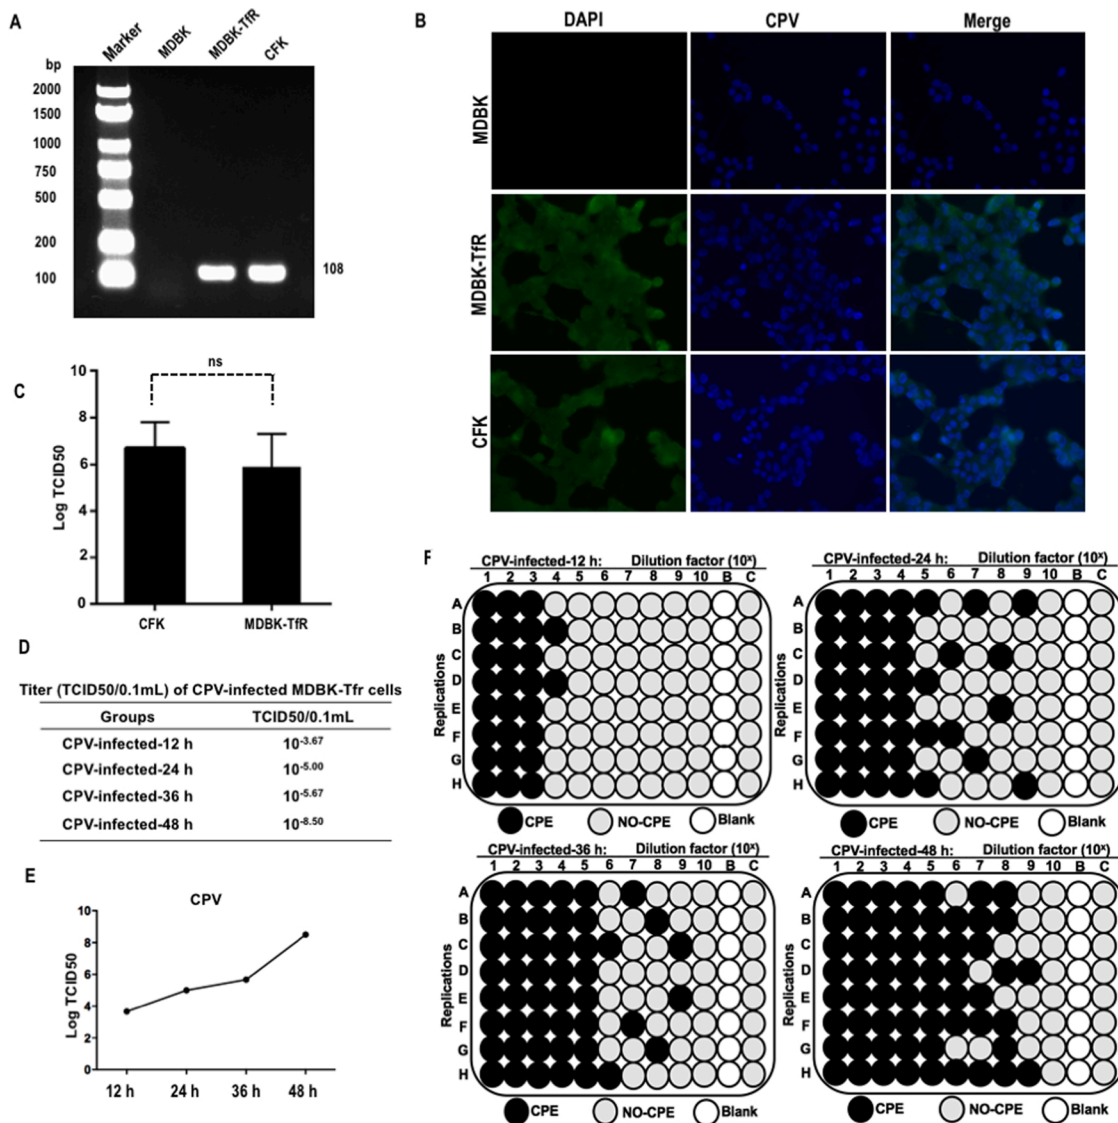 A
Marker MDBK MDBK-TfR CFK
bp
2000
1500
1000
750
500
200
100
108
B
DAPI CPV Merge
MDBK
MDBK-TfR
CFK
C
ns
10
8
6
4
2
0
Log TCID50
CFK MDBK-TfR
D
Titer (TCID50/0.1mL) of CPV-infected MDBK-Tfr cells
Groups TCID50/0.1mL
CPV-infected-12 h 10^-3.67
CPV-infected-24 h 10^-5.00
CPV-infected-36 h 10^-5.67
CPV-infected-48 h 10^-8.50
E
CPV
10
8
6
4
2
0
Log TCID50
12 h 24 h 36 h 48 h
F
CPV-infected-12 h: Dilution factor (10^x)
1 2 3 4 5 6 7 8 9 10 B C
A
B
C
D
E
F
G
H
Replications
CPE NO-CPE Blank
CPV-infected-24 h: Dilution factor (10^x)
1 2 3 4 5 6 7 8 9 10 B C
A
B
C
D
E
F
G
H
Replications
CPE NO-CPE Blank
CPV-infected-36 h: Dilution factor (10^x)
1 2 3 4 5 6 7 8 9 10 B C
A
B
C
D
E
F
G
H
Replications
CPE NO-CPE Blank
CPV-infected-48 h: Dilution factor (10^x)
1 2 3 4 5 6 7 8 9 10 B C
A
B
C
D
E
F
G
H
Replications
CPE NO-CPE Blank